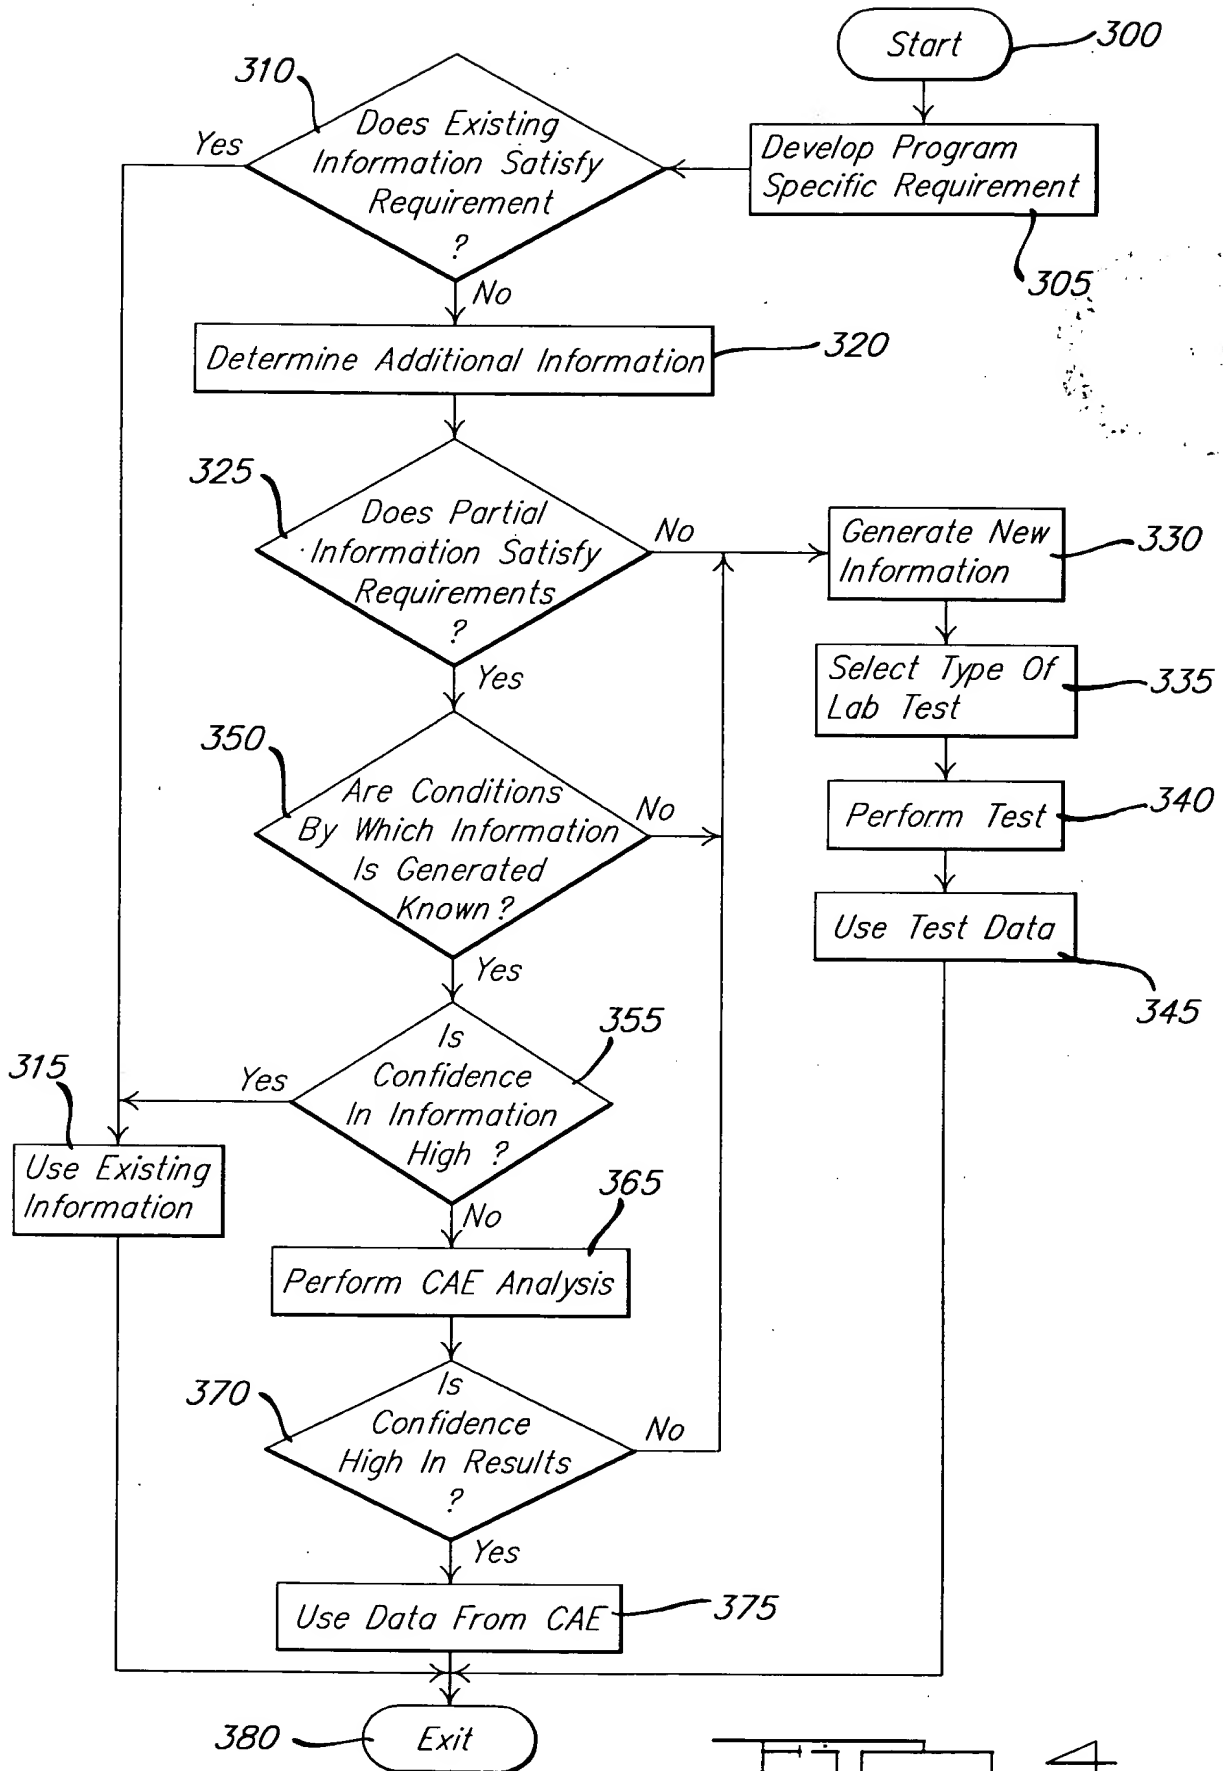 Start
300
310
Does Existing
Information Satisfy
Requirement
?
Yes
Develop Program
Specific Requirement
305
No
Determine Additional Information
320
325
Does Partial
Information Satisfy
Requirements
?
No
Generate New
Information
330
Yes
Select Type Of
Lab Test
335
350
Are Conditions
By Which Information
Is Generated
Known?
No
Perform Test
340
Use Test Data
345
Yes
355
Is
Confidence
In Information
High ?
Yes
315
Use Existing
Information
No
365
Perform CAE Analysis
370
Is
Confidence
High In Results
?
No
Yes
Use Data From CAE
375
380
Exit